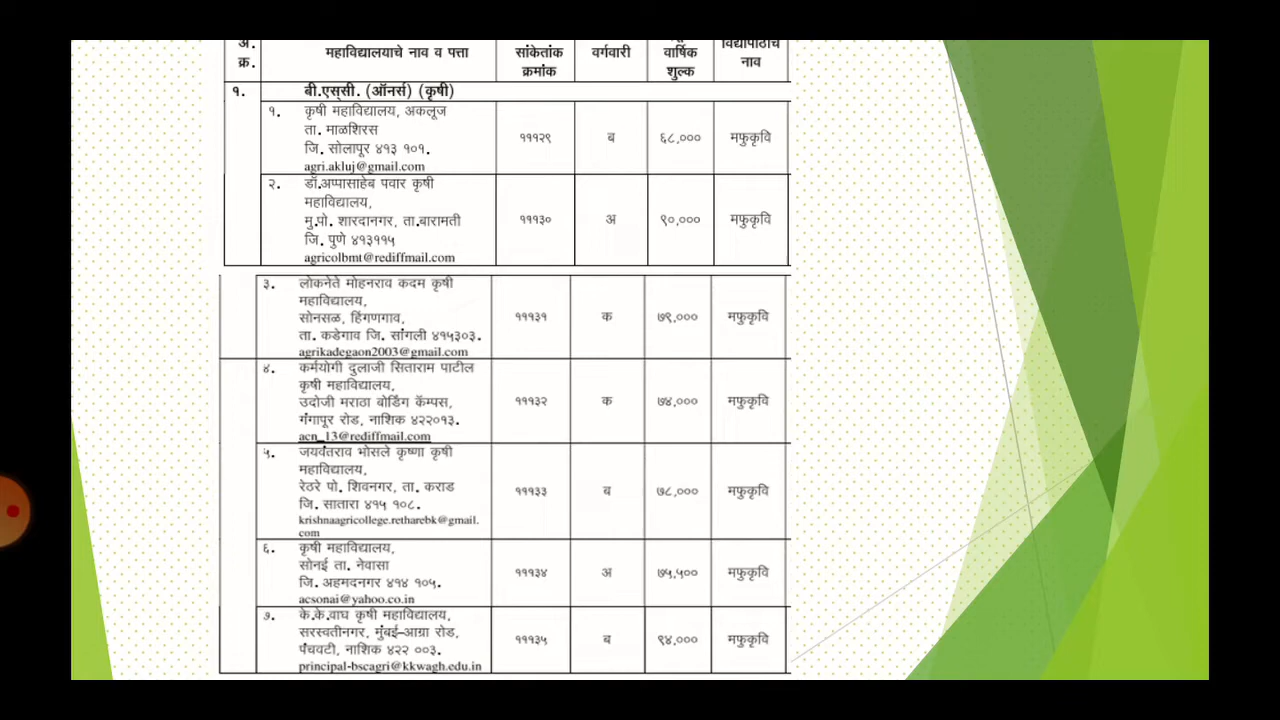 अ.
क्र.
महाविद्यालयाचे नाव व पत्ता
सांकेतांक
क्रमांक
वर्गवारी
वार्षिक
शुल्क
विद्यापीठाचे
नाव
१.
बी.एस्सी. (ऑनर्स) (कृषी)
१.
कृषी महाविद्यालय, अकलूज
ता. माळशिरस
जि. सोलापूर ४१३ १०१.
agri.akluj@gmail.com
१११२९
ब
६८,०००
मफुकृवि
२.
डॉ.अप्पासाहेब पवार कृषी
महाविद्यालय,
मु.पो. शारदानगर, ता.बारामती
जि. पुणे ४१३११५
agricolbmt@rediffmail.com
१११३०
अ
९०,०००
मफुकृवि
३.
लोकनेते मोहनराव कदम कृषी
महाविद्यालय,
सोनसळ, हिंगणगाव,
ता. कडेगाव जि. सांगली ४१५३०३.
agrikadegaon2003@gmail.com
१११३१
क
७९,०००
मफुकृवि
४.
कर्मयोगी दुलाजी सिताराम पाटील
कृषी महाविद्यालय,
उदोजी मराठा बोर्डिंग कॅम्पस,
गंगापूर रोड, नाशिक ४२२०१३.
acn_13@rediffmail.com
१११३२
क
७४,०००
मफुकृवि
५.
जयवंतराव भोसले कृष्णा कृषी
महाविद्यालय,
रेठरे पो. शिवनगर, ता. कराड
जि. सातारा ४१५ १०८.
krishnaagricollege.retharebk@gmail.
com
१११३३
ब
७८,०००
मफुकृवि
६.
कृषी महाविद्यालय,
सोनई ता. नेवासा
जि. अहमदनगर ४१४ १०५.
acsonai@yahoo.co.in
१११३४
अ
७५,५००
मफुकृवि
७.
के.के.वाघ कृषी महाविद्यालय,
सरस्वतीनगर, मुंबई–आग्रा रोड,
पंचवटी, नाशिक ४२२ ००३.
principal-bscagri@kkwagh.edu.in
१११३५
ब
९४,०००
मफुकृवि